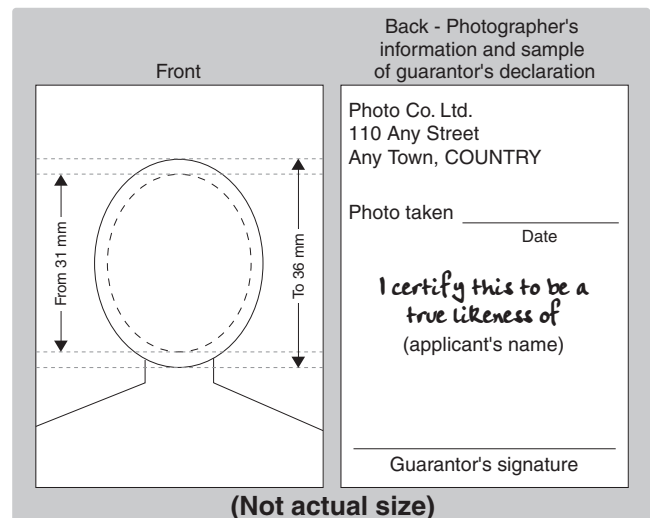 Front
From 31 mm
To 36 mm
Back - Photographer's
information and sample
of guarantor's declaration
Photo Co. Ltd.
110 Any Street
Any Town, COUNTRY
Photo taken
Date
I certify this to be a
true likeness of
(applicant's name)
Guarantor's signature
(Not actual size)